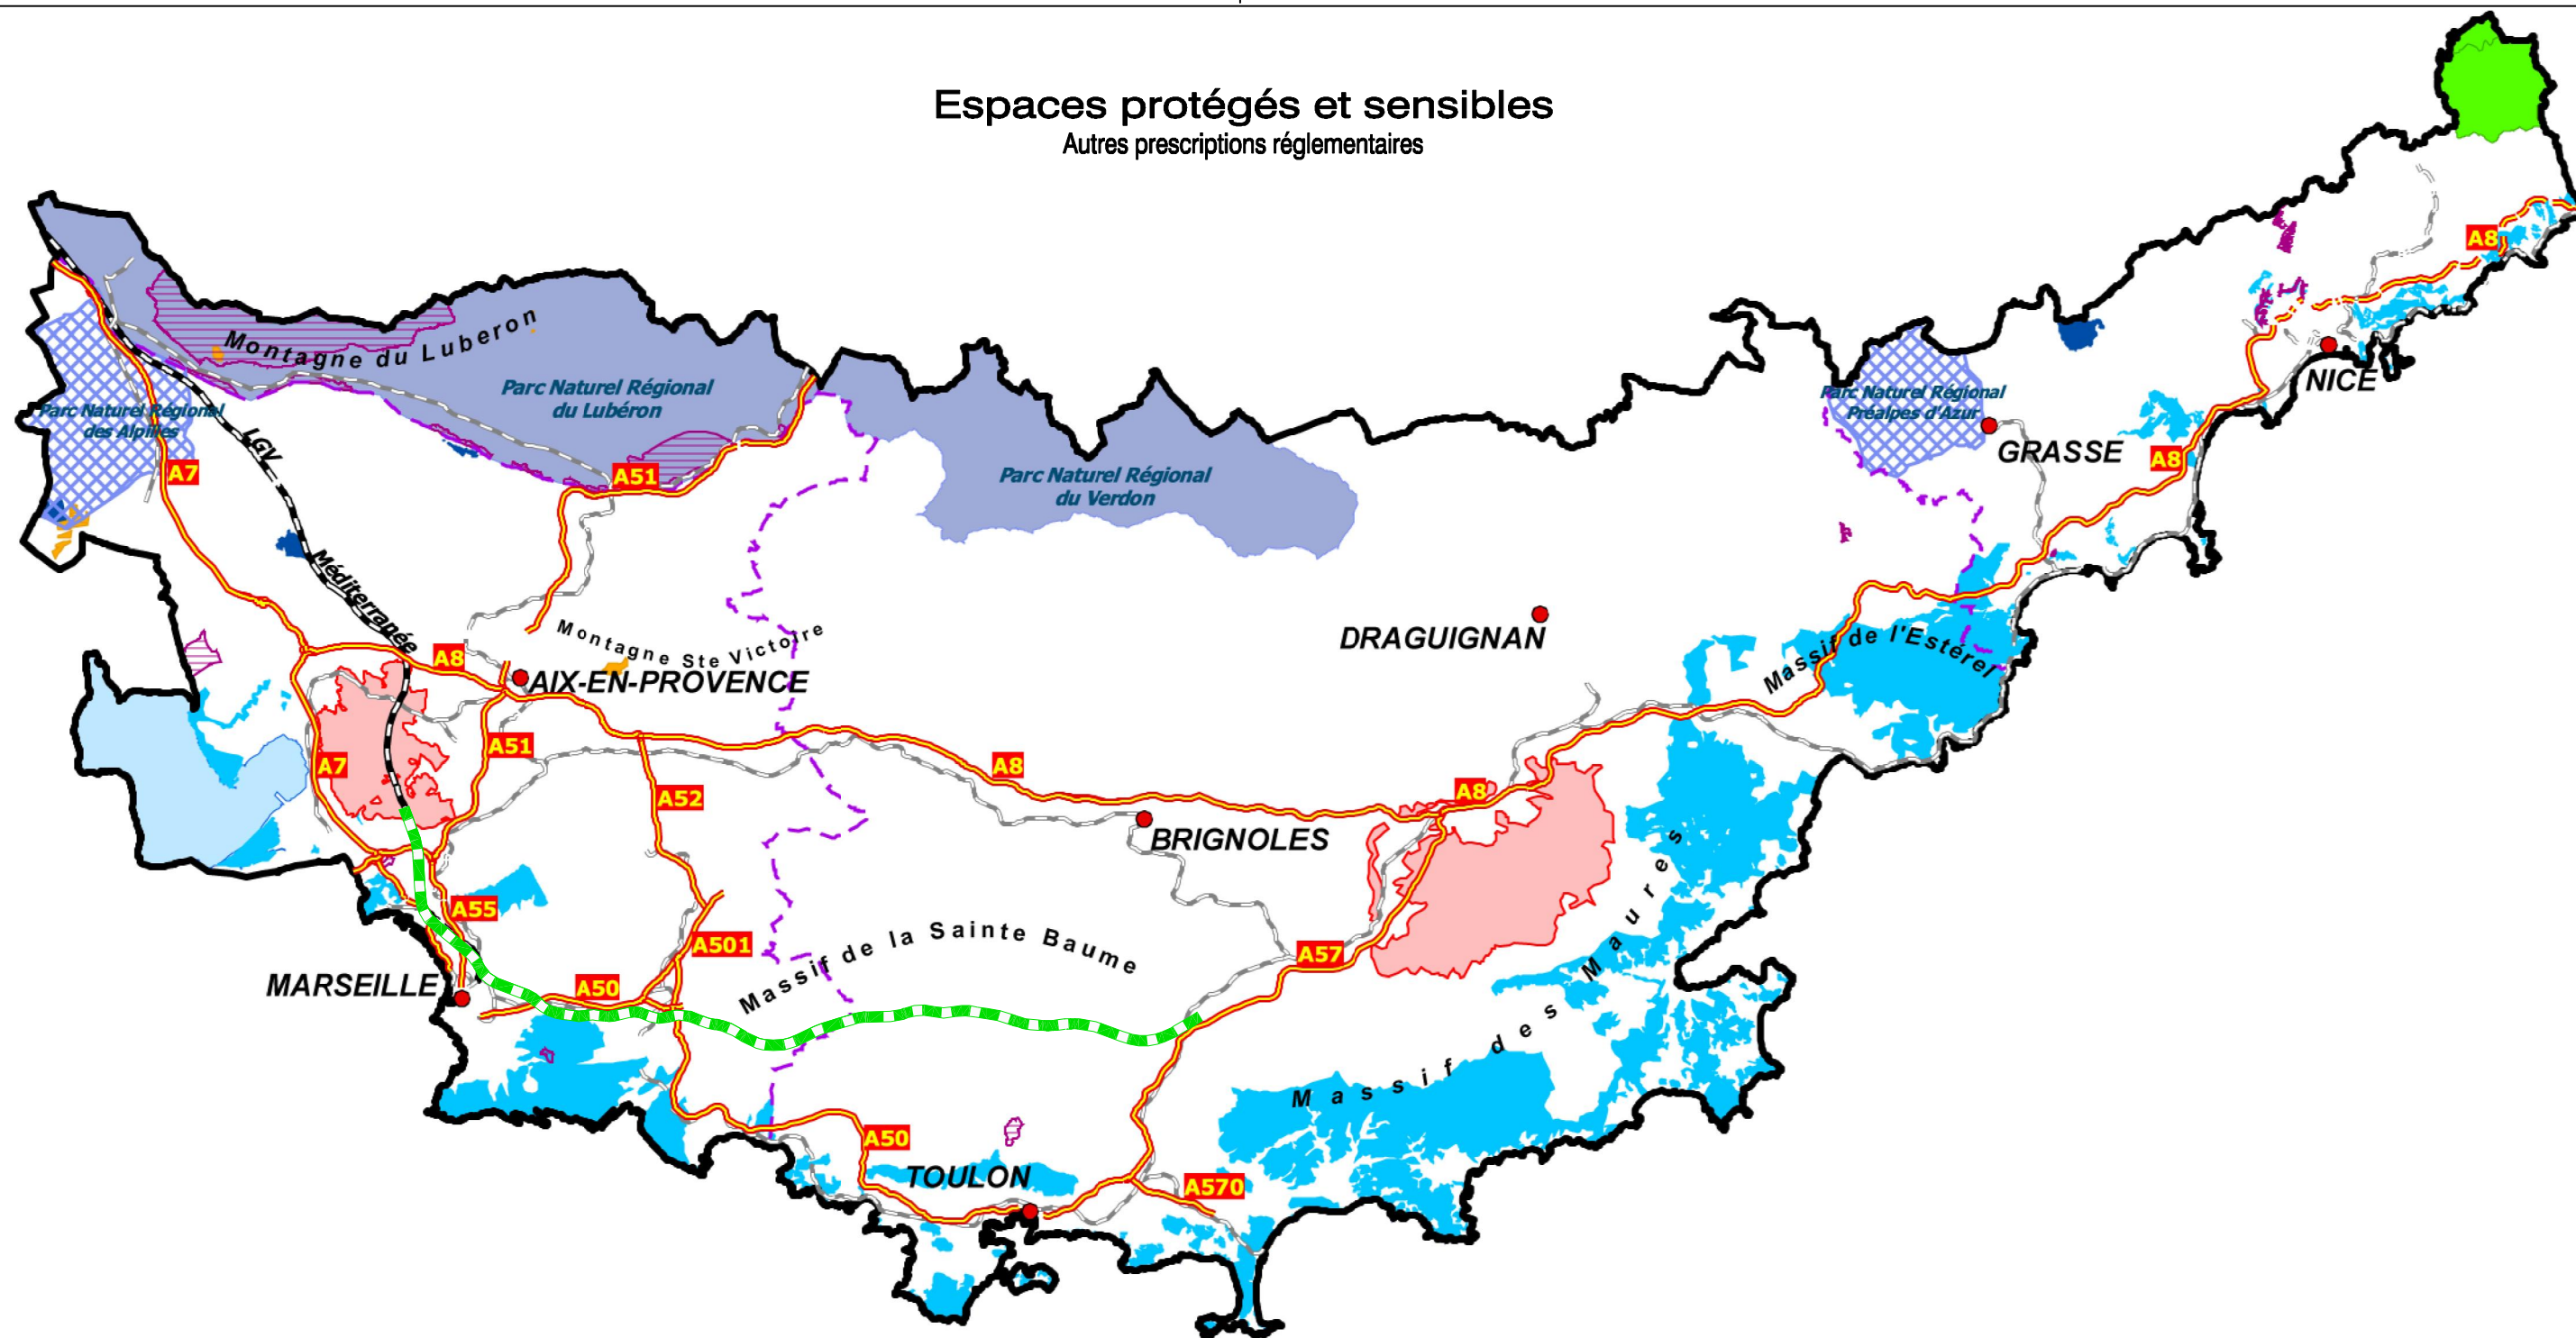 Espaces protégés et sensibles
Autres prescriptions réglementaires
A8
Montagne du Luberon
NICE
Parc Naturel Régional
du Lubéron
Parc Naturel Régional
Préalpes d'Azur
Parc Naturel Régional
des Alpilles
LGV
GRASSE
A8
A7
A51
Parc Naturel Régional
du Verdon
Méditerranée
Montagne Ste Victoire
DRAGUIGNAN
Massif de l'Estérel
A8
AIX-EN-PROVENCE
A51
A7
A8
A52
A8
BRIGNOLES
A55
A501
Massif de la Sainte Baume
A57
MARSEILLE
A50
Massif des Maures
A50
TOULON
A570